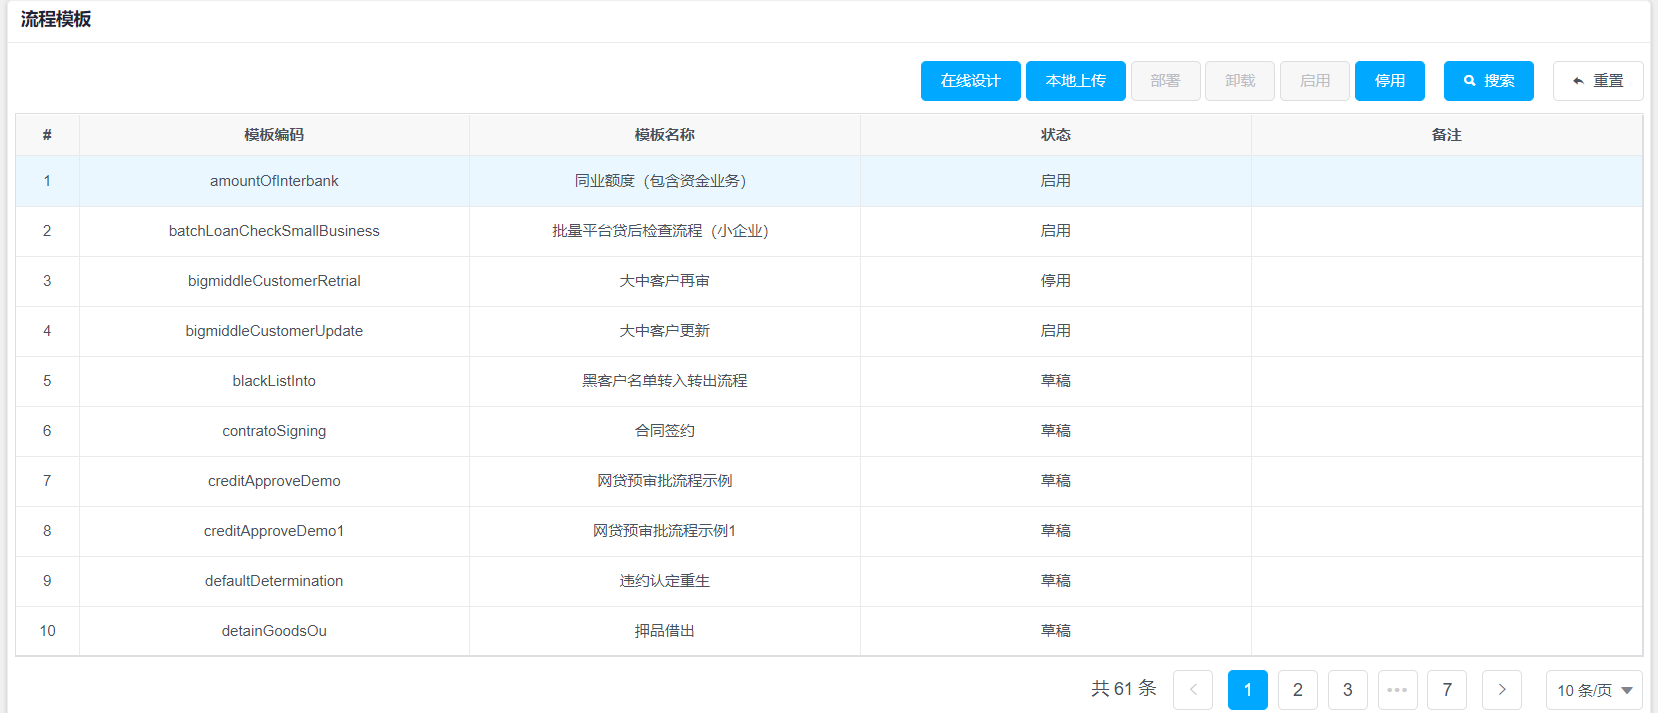 流程模板
在线设计 本地上传 部署 卸载 启用 停用 搜索 重置
# 模板编码 模板名称 状态 备注
1 amountOfInterbank 同业额度（包含资金业务） 启用
2 batchLoanCheckSmallBusiness 批量平台贷后检查流程（小企业） 启用
3 bigmiddleCustomerRetrial 大中客户再审 停用
4 bigmiddleCustomerUpdate 大中客户更新 启用
5 blackListInto 黑客户名单转入转出流程 草稿
6 contratoSigning 合同签约 草稿
7 creditApproveDemo 网贷预审批流程示例 草稿
8 creditApproveDemo1 网贷预审批流程示例1 草稿
9 defaultDetermination 违约认定重生 草稿
10 detainGoodsOu 押品借出 草稿
共 61 条 < 1 2 3 ••• 7 > 10 条/页